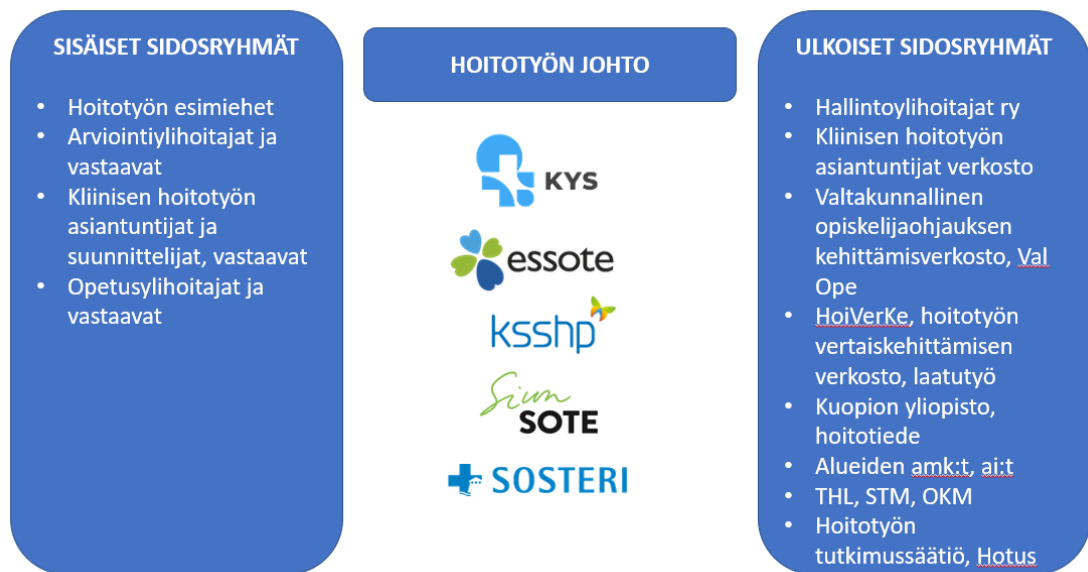 SISÄISET SIDOSRYHMÄT
• Hoitotyön esimiehet
• Arviointiylihoitajat ja
vastaavat
• Kliinisen hoitotyön
asiantuntijat ja
suunnittelijat, vastaavat
• Opetusylihoitajat ja
vastaavat
HOITOTYÖN JOHTO
KYS
essote
ksshp
Siun
SOTE
SOSTERI
ULKOISET SIDOSRYHMÄT
• Hallintoylihoitajat ry
• Kliinisen hoitotyön
asiantuntijat verkosto
• Valtakunnallinen
opiskelijaohjauksen
kehittämisverkosto, Val
Ope
• HoiVerKe, hoitotyön
vertaiskehittämisen
verkosto, laatutyö
• Kuopion yliopisto,
hoitotiede
• Alueiden amk:t, ai:t
• THL, STM, OKM
• Hoitotyön
tutkimussäätiö, Hotus